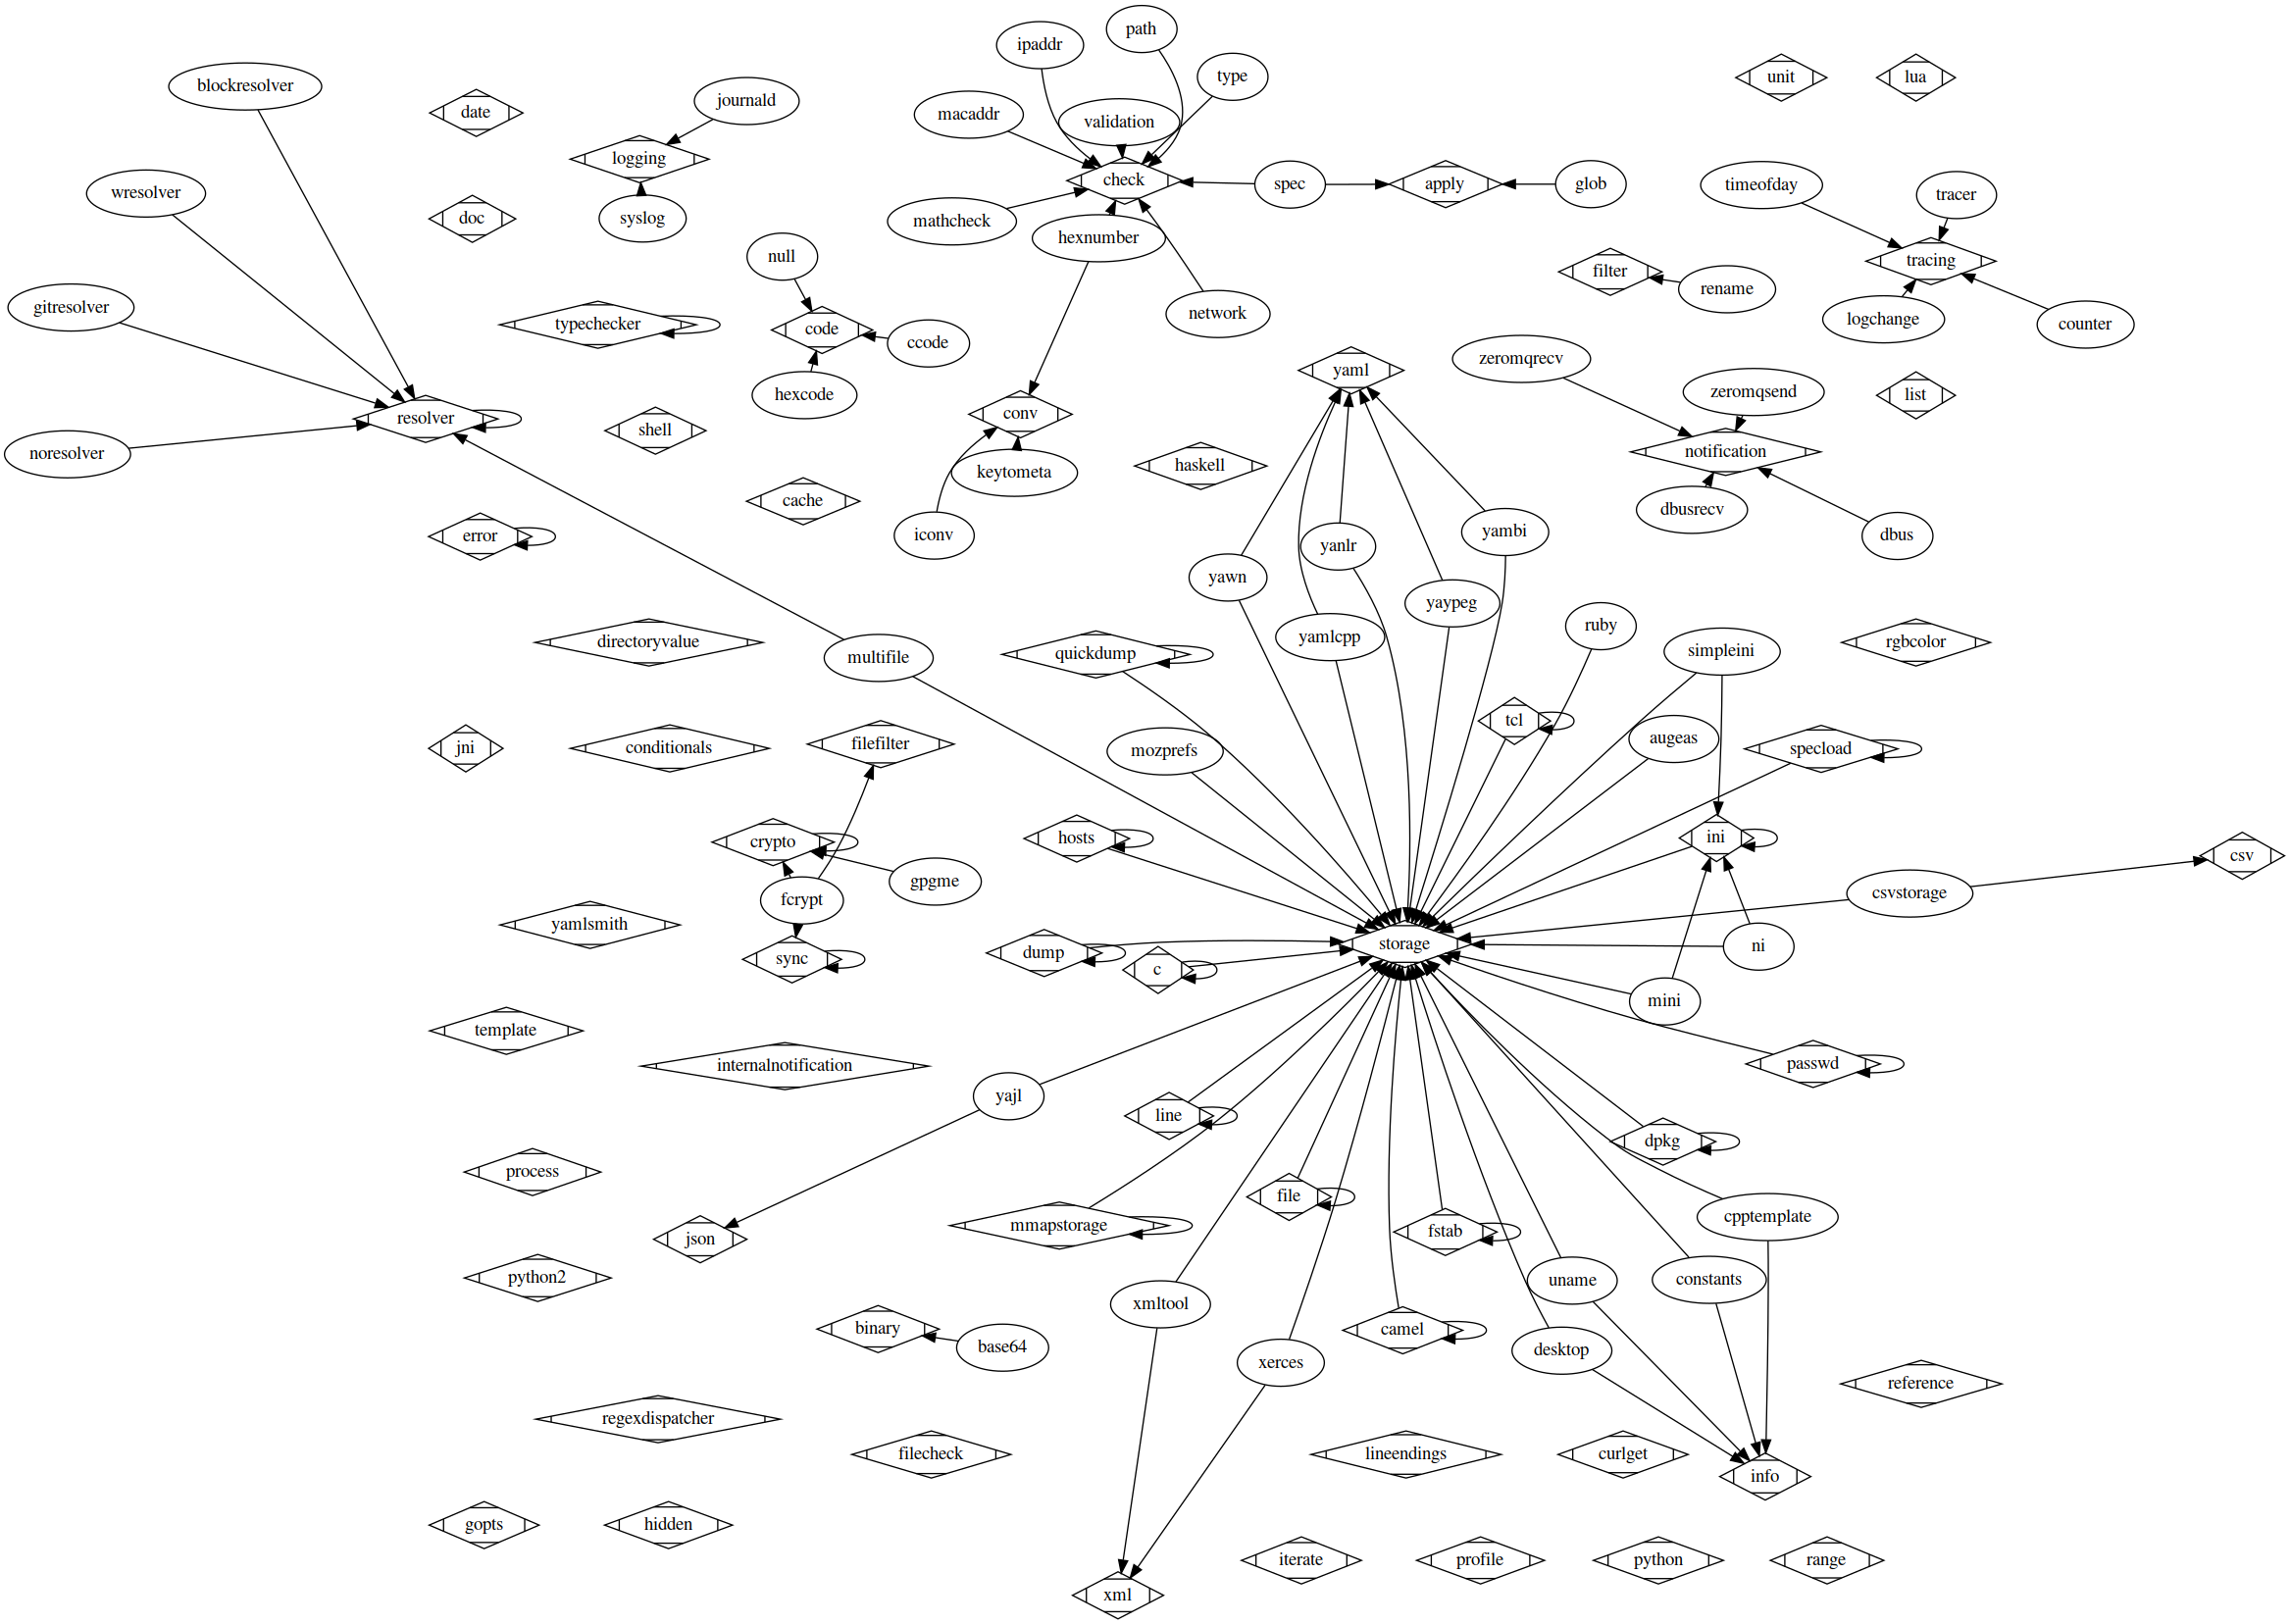 path
ipaddr
type
unit
lua
blockresolver
journald
date
macaddr
validation
logging
check
spec
apply
glob
timeofday
wresolver
tracer
doc
syslog
mathcheck
hexnumber
null
tracing
filter
rename
gitresolver
network
logchange
typechecker
counter
code
ccode
zeromqrecv
yaml
zeromqsend
hexcode
list
conv
resolver
shell
notification
noresolver
haskell
keytometa
cache
dbusrecv
yambi
error
iconv
dbus
yanlr
yawn
yaypeg
ruby
yamlcpp
directoryvalue
rgbcolor
simpleini
quickdump
multifile
tcl
augeas
filefilter
jni
conditionals
specload
mozprefs
hosts
ini
crypto
csv
gpgme
csvstorage
fcrypt
yamlsmith
storage
ni
dump
sync
c
mini
template
passwd
internalnotification
yajl
line
dpkg
process
file
cpptemplate
mmapstorage
fstab
json
python2
constants
uname
xmltool
binary
camel
base64
desktop
xerces
reference
regexdispatcher
filecheck
lineendings
curlget
info
gopts
hidden
iterate
profile
python
range
xml